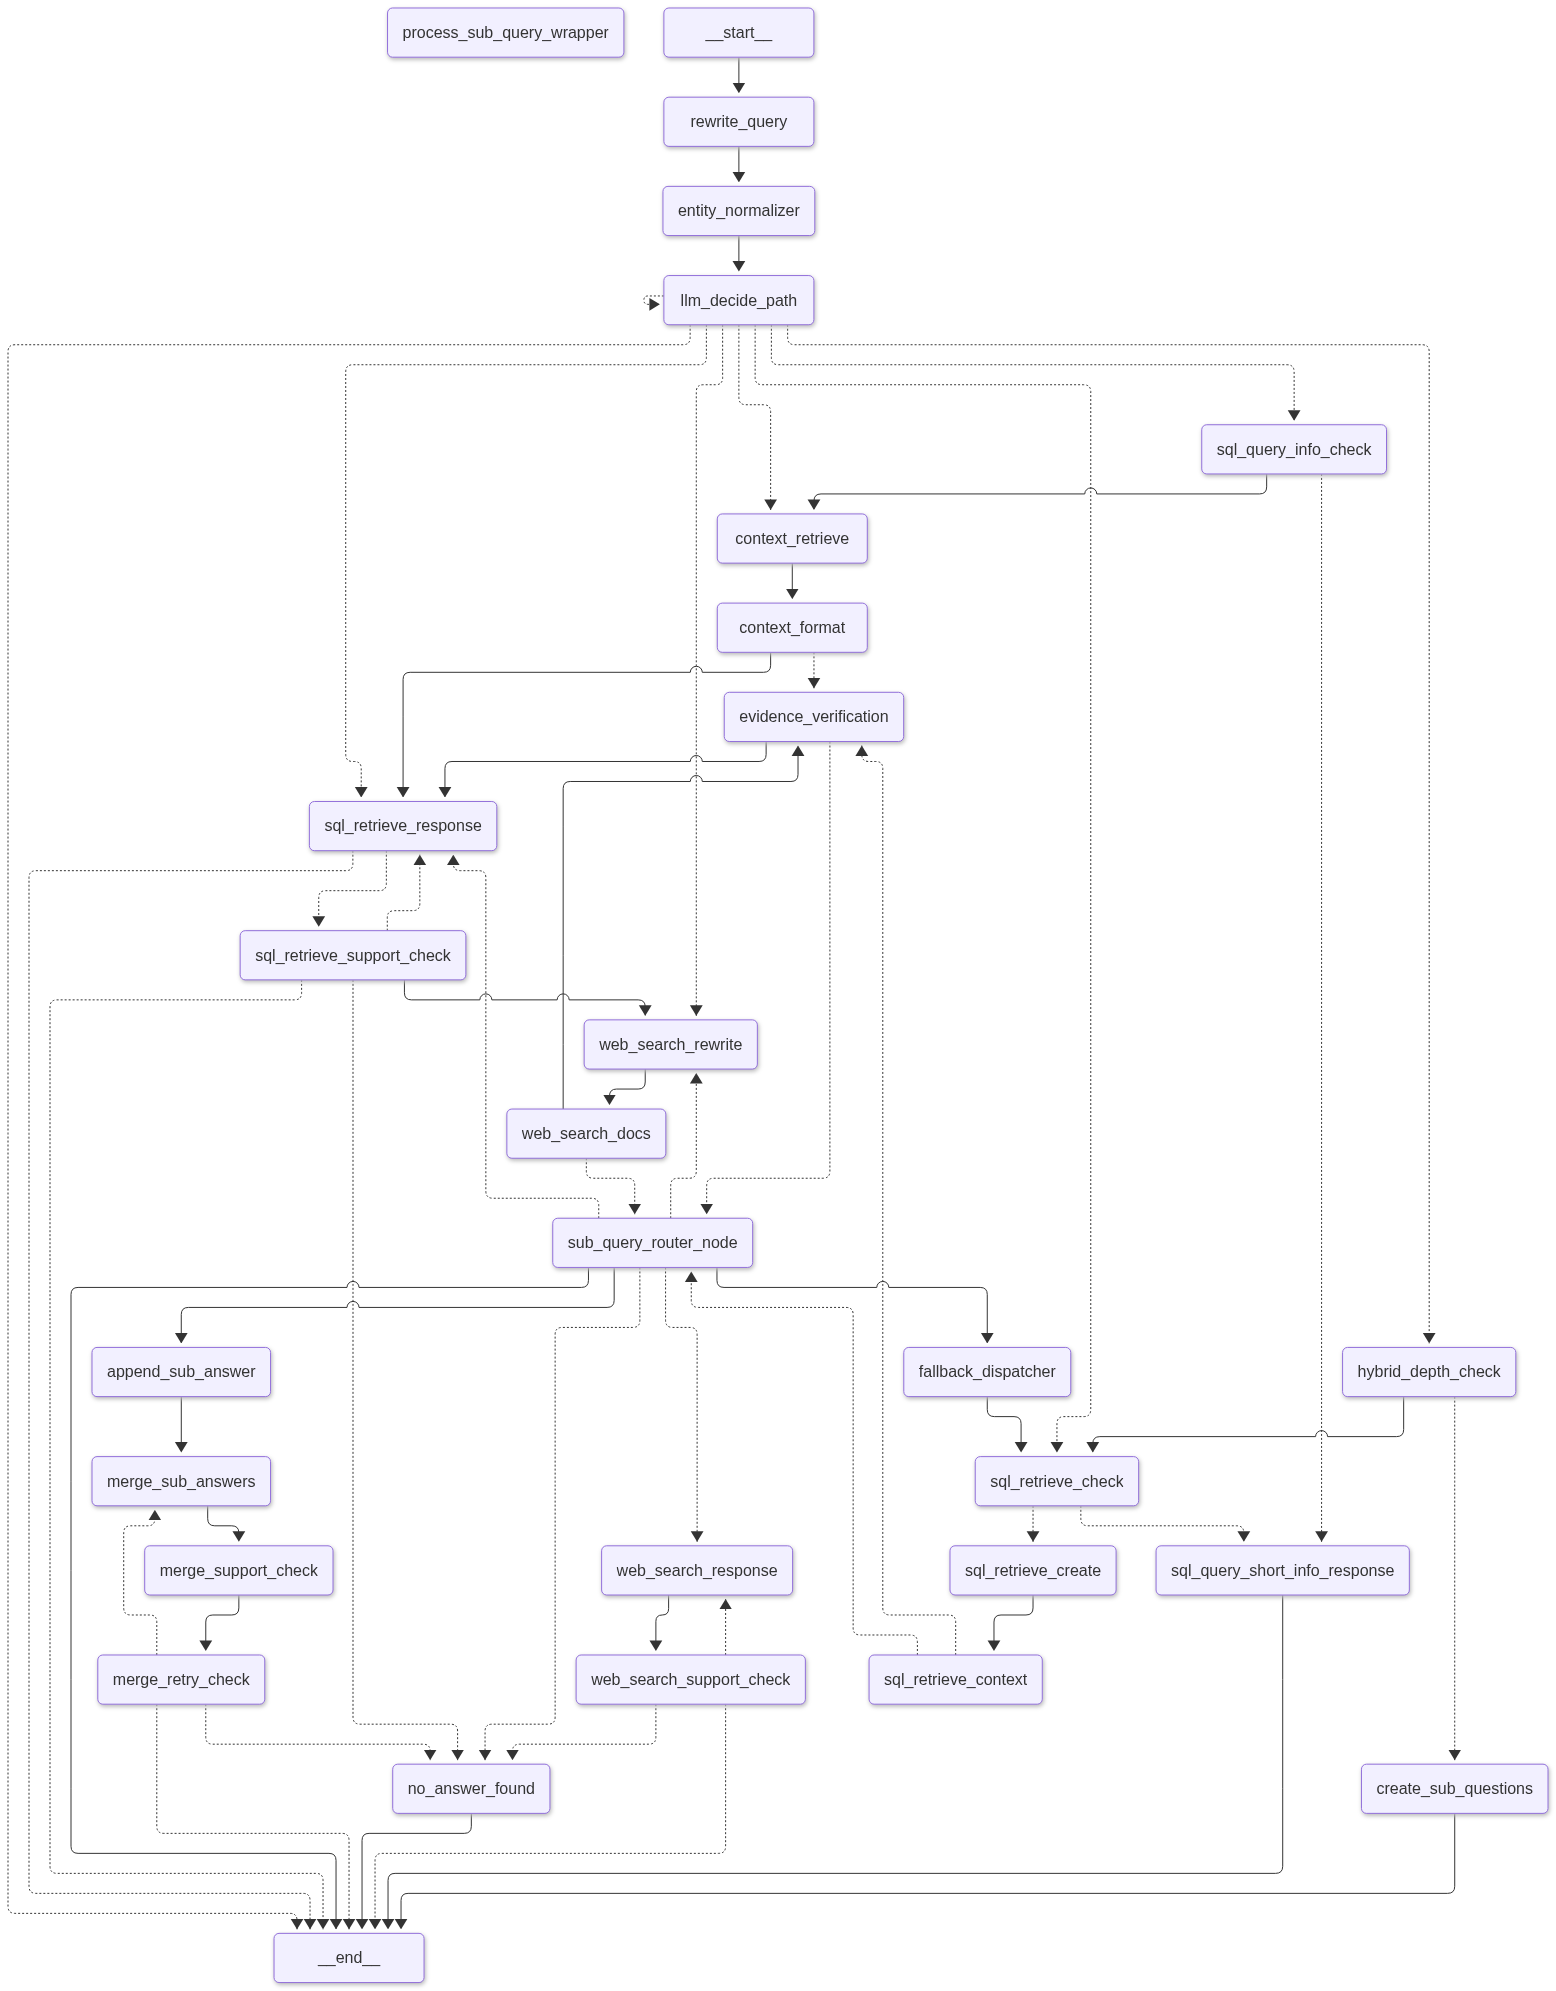 process_sub_query_wrapper
__start__
rewrite_query
entity_normalizer
llm_decide_path
sql_query_info_check
context_retrieve
context_format
evidence_verification
sql_retrieve_response
sql_retrieve_support_check
web_search_rewrite
web_search_docs
sub_query_router_node
append_sub_answer
fallback_dispatcher
hybrid_depth_check
merge_sub_answers
sql_retrieve_check
merge_support_check
web_search_response
sql_retrieve_create
sql_query_short_info_response
merge_retry_check
web_search_support_check
sql_retrieve_context
no_answer_found
create_sub_questions
__end__